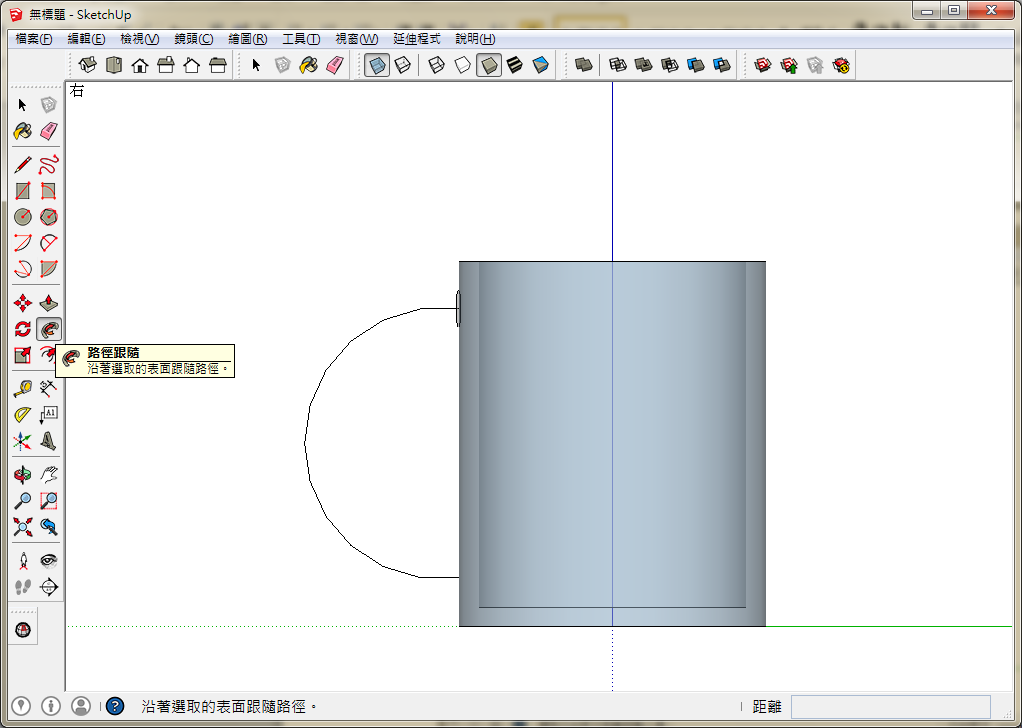 無標題 - SketchUp
檔案(F) 編輯(E) 檢視(V) 鏡頭(C) 繪圖(R) 工具(T) 視窗(W) 延伸程式 說明(H)
右
A1
路徑跟隨
沿著選取的表面跟隨路徑。
沿著選取的表面跟隨路徑。
距離